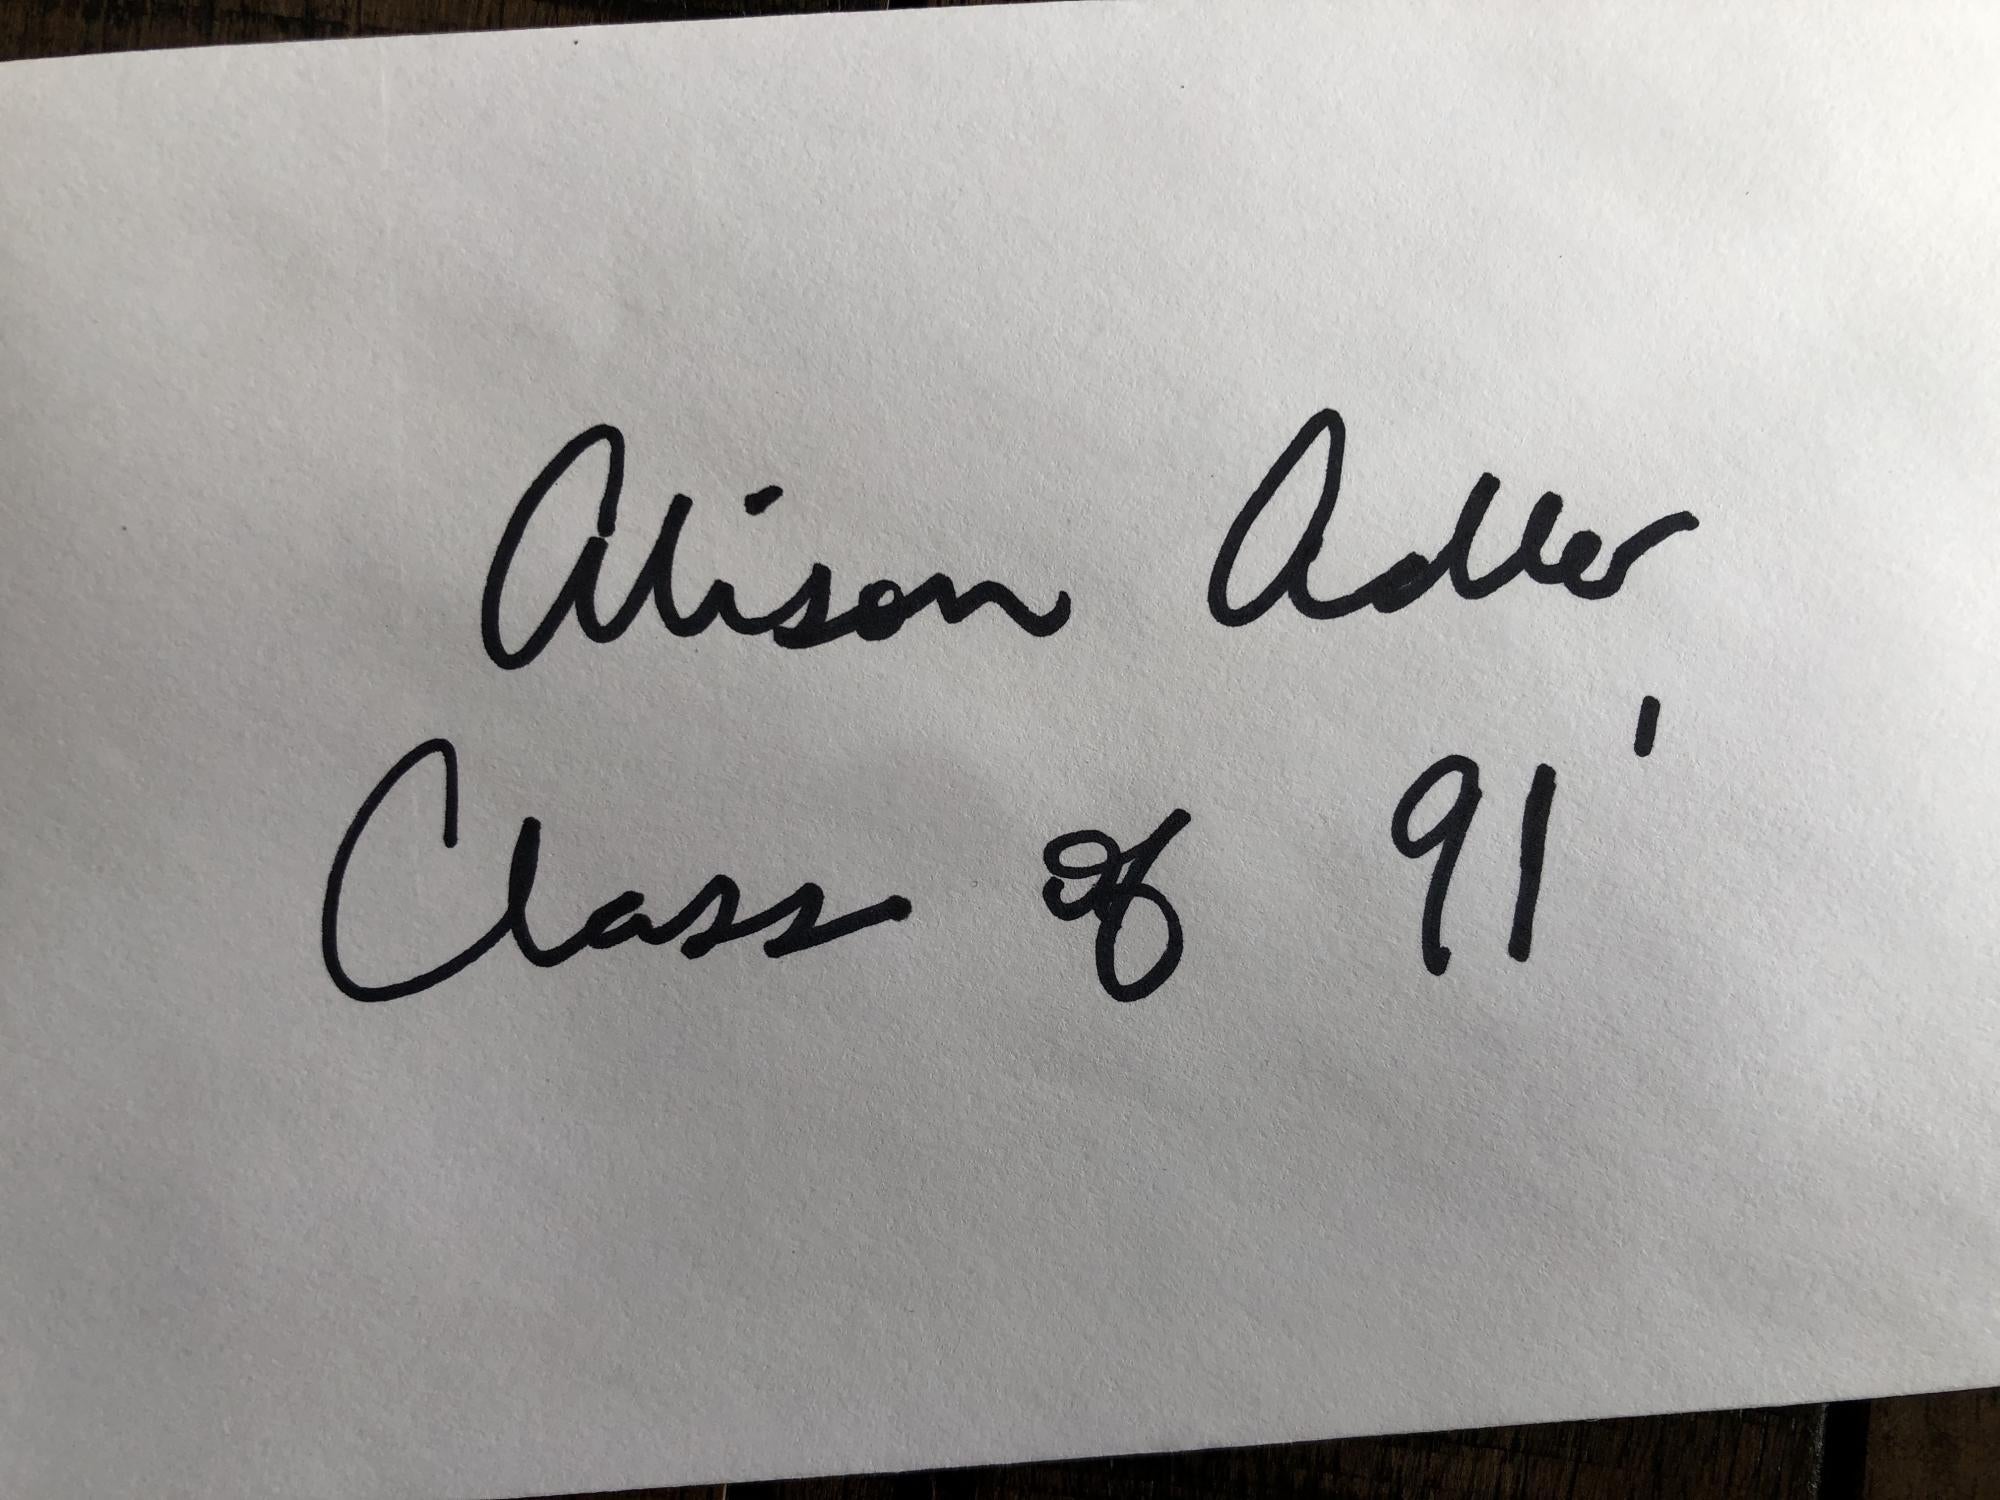 Alison Adler
Class of 91'